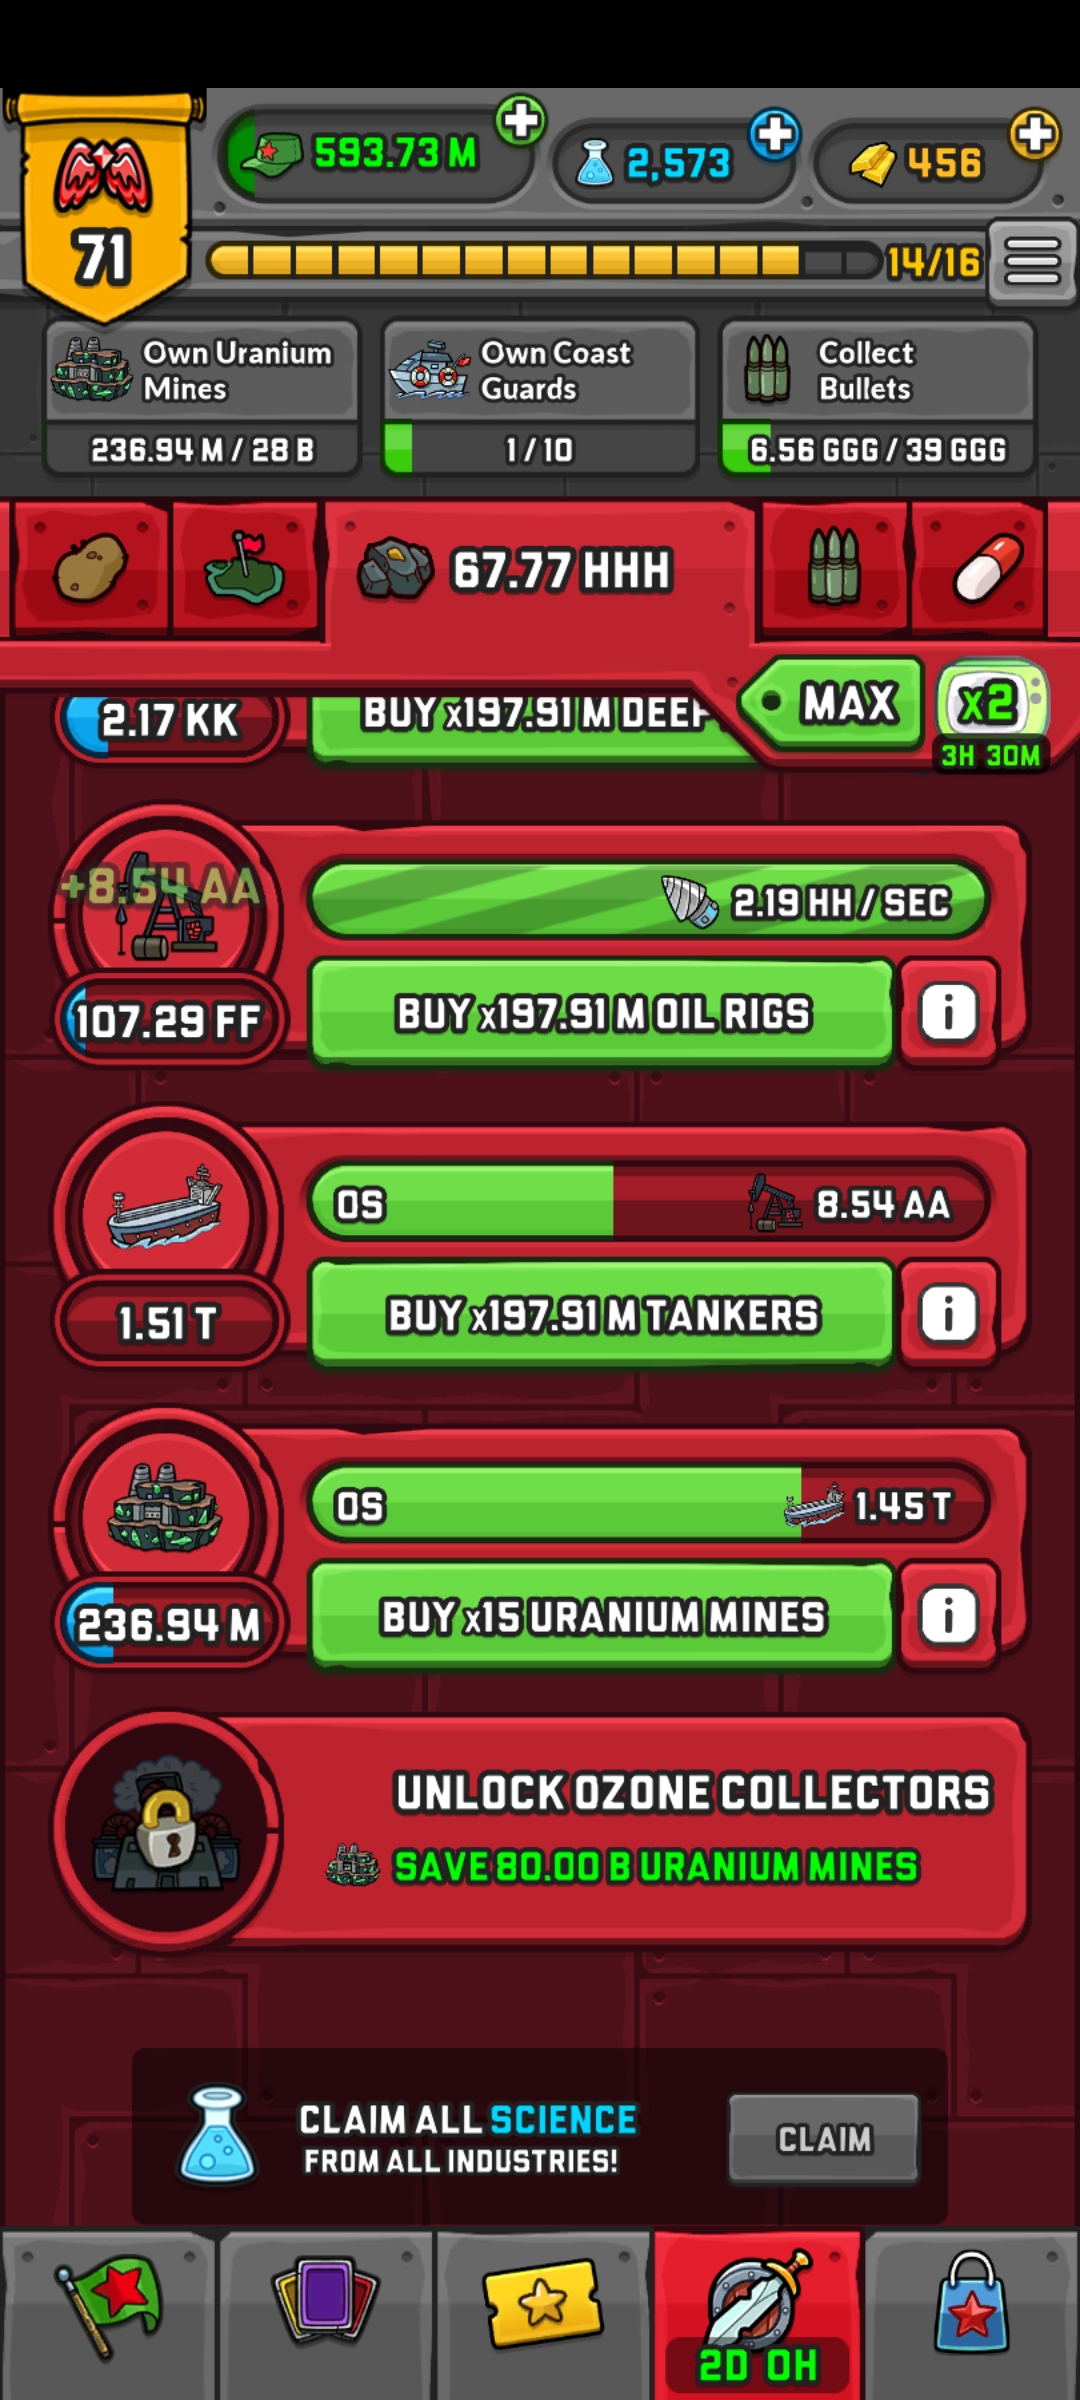 593.73 M
2,573
456
71
14/16
Own Uranium
Mines
236.94 M / 28 B
Own Coast
Guards
1 / 10
Collect
Bullets
6.56 GGG / 39 GGG
67.77 HHH
MAX
x2
3H 30M
2.17 KK
BUY x197.91 M DEEP
+8.54 AA
2.19 HH / SEC
107.29 FF
BUY x197.91 M OIL RIGS
i
0S
8.54 AA
1.51 T
BUY x197.91 M TANKERS
i
0S
1.45 T
236.94 M
BUY x15 URANIUM MINES
i
UNLOCK OZONE COLLECTORS
SAVE 80.00 B URANIUM MINES
CLAIM ALL SCIENCE
FROM ALL INDUSTRIES!
CLAIM
2D 0H